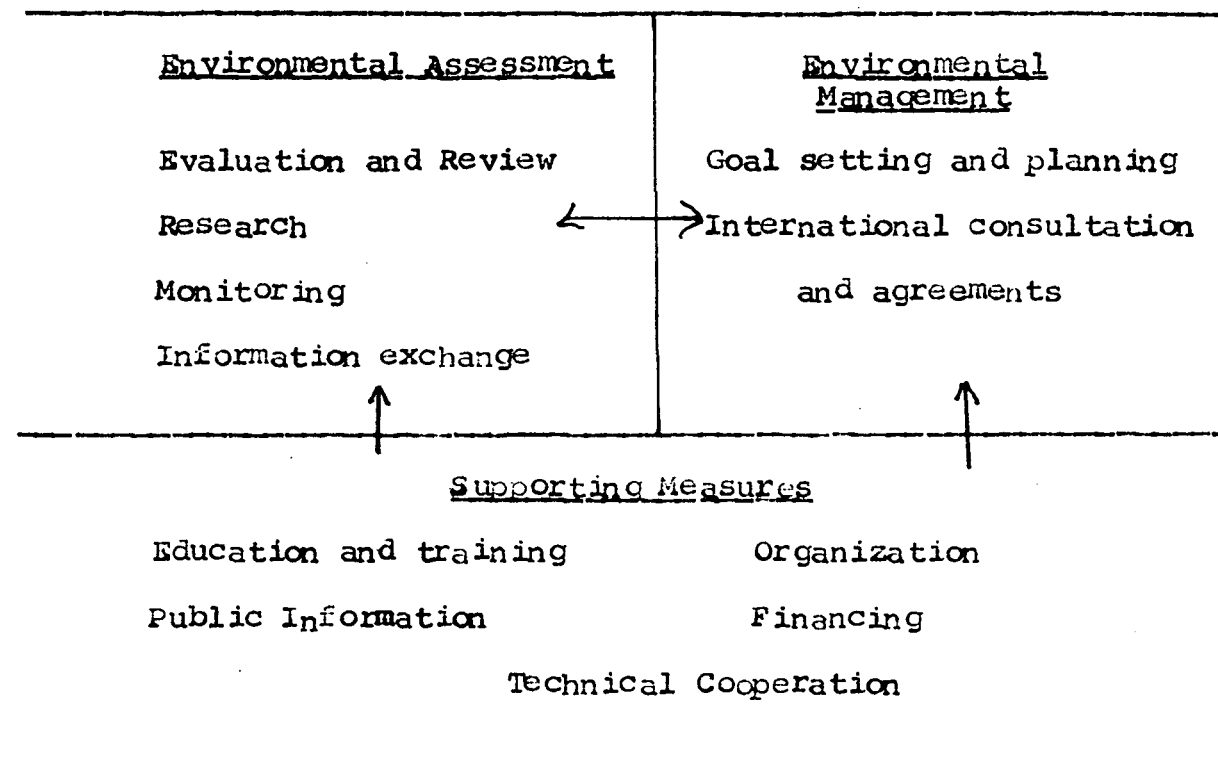 Environmental Assessment
Evaluation and Review
Research
Monitoring
Information exchange
Environmental
Management
Goal setting and planning
International consultation
and agreements
Supporting Measures
Education and training
Organization
Public Information
Financing
Technical Cooperation